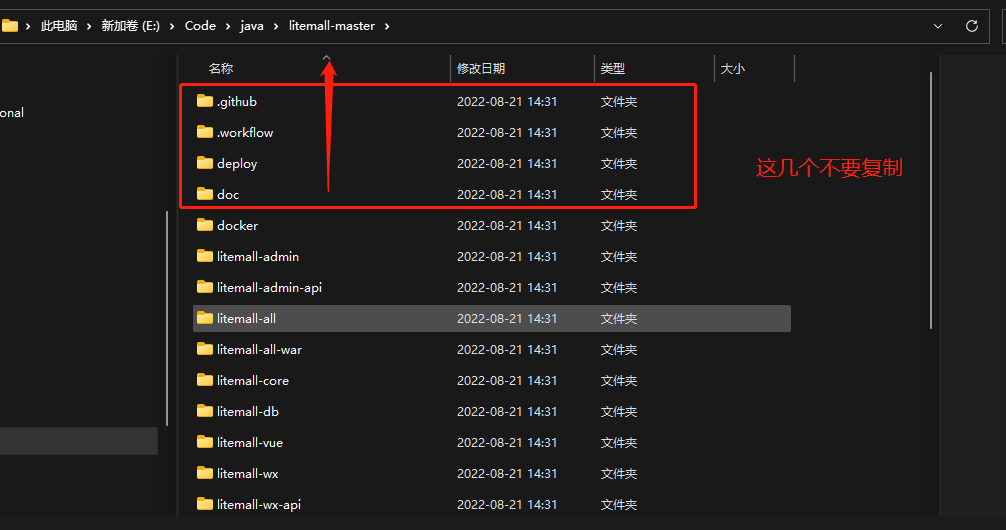 此电脑 › 新加卷 (E:) › Code › java › litemall-master ›
onal
名称 修改日期 类型 大小
.github 2022-08-21 14:31 文件夹
.workflow 2022-08-21 14:31 文件夹
deploy 2022-08-21 14:31 文件夹
这几个不要复制
doc 2022-08-21 14:31 文件夹
docker 2022-08-21 14:31 文件夹
litemall-admin 2022-08-21 14:31 文件夹
litemall-admin-api 2022-08-21 14:31 文件夹
litemall-all 2022-08-21 14:31 文件夹
litemall-all-war 2022-08-21 14:31 文件夹
litemall-core 2022-08-21 14:31 文件夹
litemall-db 2022-08-21 14:31 文件夹
litemall-vue 2022-08-21 14:31 文件夹
litemall-wx 2022-08-21 14:31 文件夹
litemall-wx-api 2022-08-21 14:31 文件夹